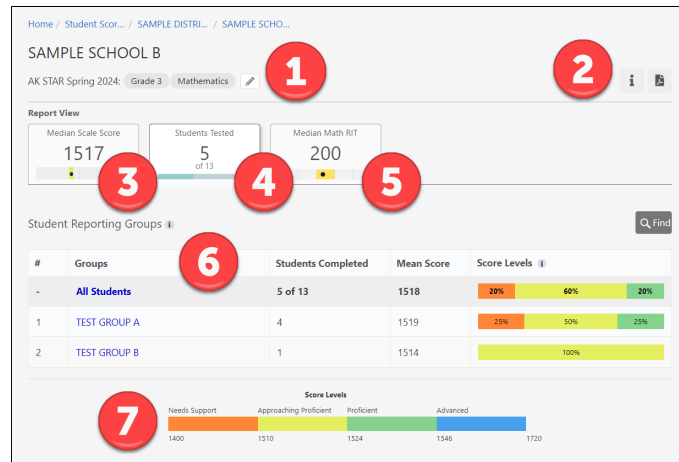 Home / Student Scor... / SAMPLE DISTRI... / SAMPLE SCHO...
SAMPLE SCHOOL B
1
2
AK STAR Spring 2024: Grade 3 Mathematics
i
Report View
Median Scale Score
1517
3
Students Tested
5
of 13
4
Median Math RIT
200
5
Student Reporting Groups i
Find
6
# Groups Students Completed Mean Score Score Levels i
- All Students 5 of 13 1518 20% 60% 20%
1 TEST GROUP A 4 1519 25% 50% 25%
2 TEST GROUP B 1 1514 100%
7
Score Levels
Needs Support Approaching Proficient Proficient Advanced
1400 1510 1524 1546 1720